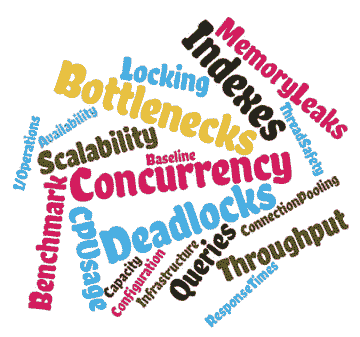 MemoryLeaks
Indexes
Locking
Bottlenecks
ThreadSafety
Availability
I/Operations
Scalability
Baseline
Concurrency
ConnectionPooling
Deadlocks
Benchmark
CPUsage
Queries
Throughput
Capacity
Configuration
Infrastructure
ResponseTimes